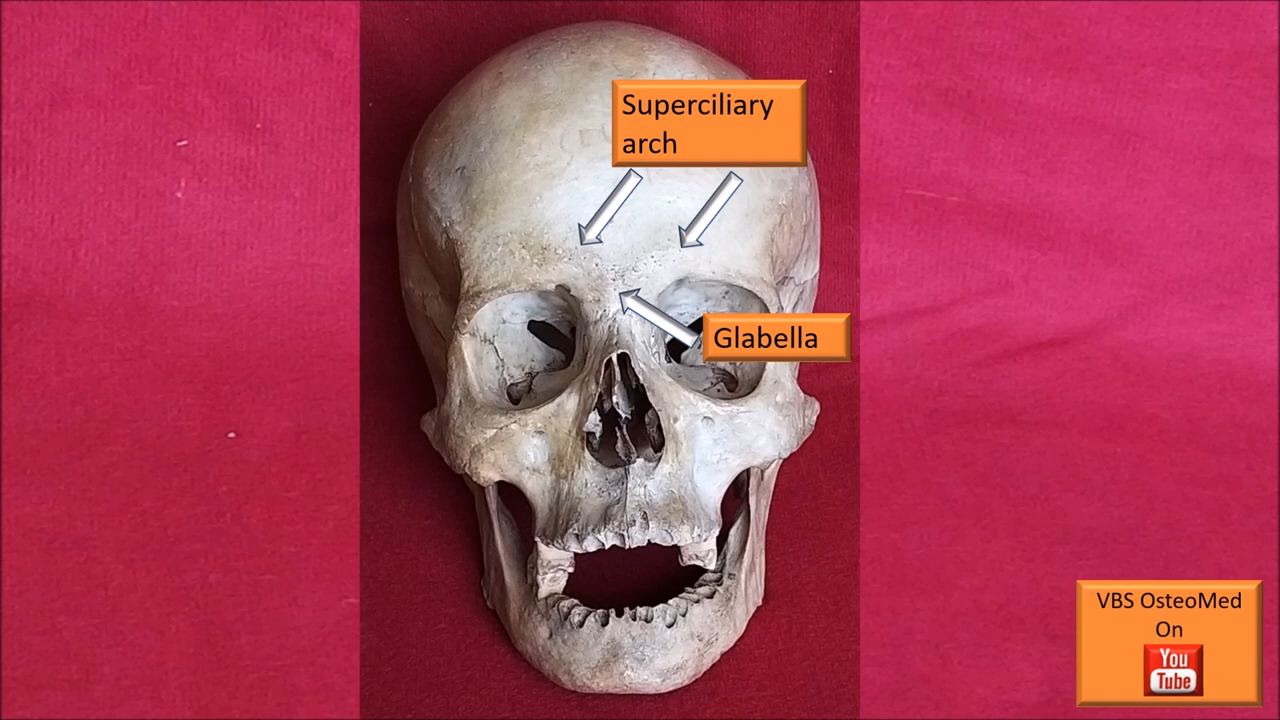 Superciliary
arch
Glabella
VBS OsteoMed
On
You
Tube